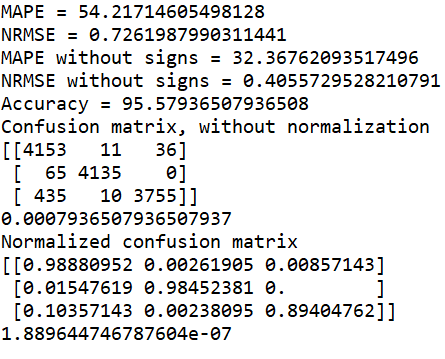 MAPE = 54.21714605498128
NRMSE = 0.7261987990311441
MAPE without signs = 32.36762093517496
NRMSE without signs = 0.4055729528210791
Accuracy = 95.57936507936508
Confusion matrix, without normalization
[[4153   11   36]
 [  65 4135    0]
 [ 435   10 3755]]
0.0007936507936507937
Normalized confusion matrix
[[0.98880952 0.00261905 0.00857143]
 [0.01547619 0.98452381 0.        ]
 [0.10357143 0.00238095 0.89404762]]
1.889644746787604e-07